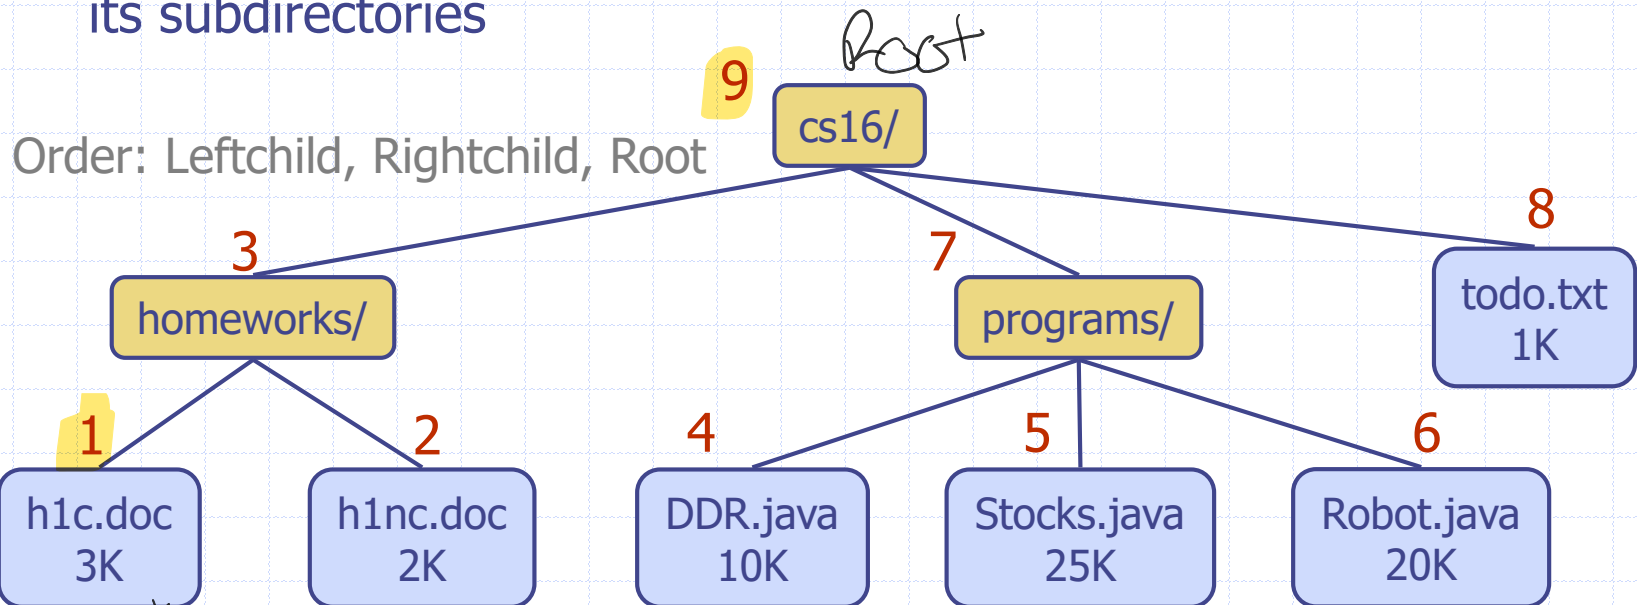 its subdirectories
Root
9
cs16/
Order: Leftchild, Rightchild, Root
3
7
8
homeworks/
programs/
todo.txt
1K
1
2
4
5
6
h1c.doc
3K
h1nc.doc
2K
DDR.java
10K
Stocks.java
25K
Robot.java
20K